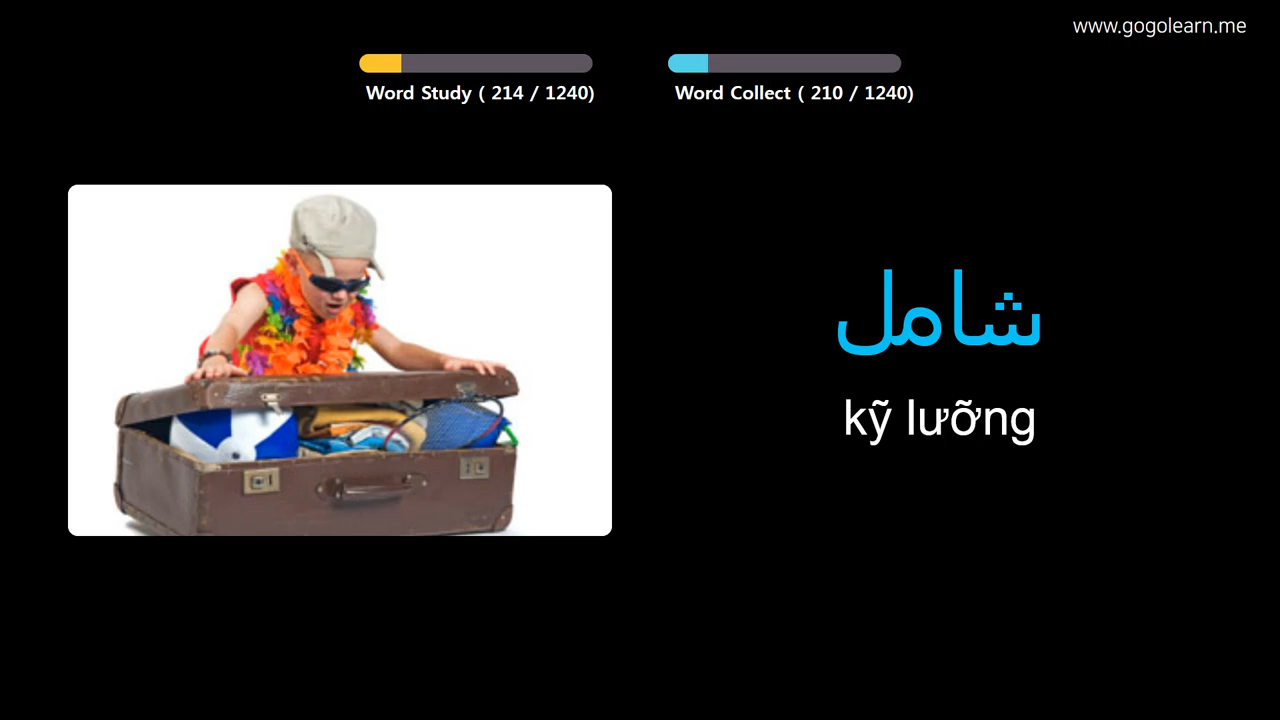 www.gogolearn.me
Word Study ( 214 / 1240)
Word Collect ( 210 / 1240)
شامل
kỹ lưỡng